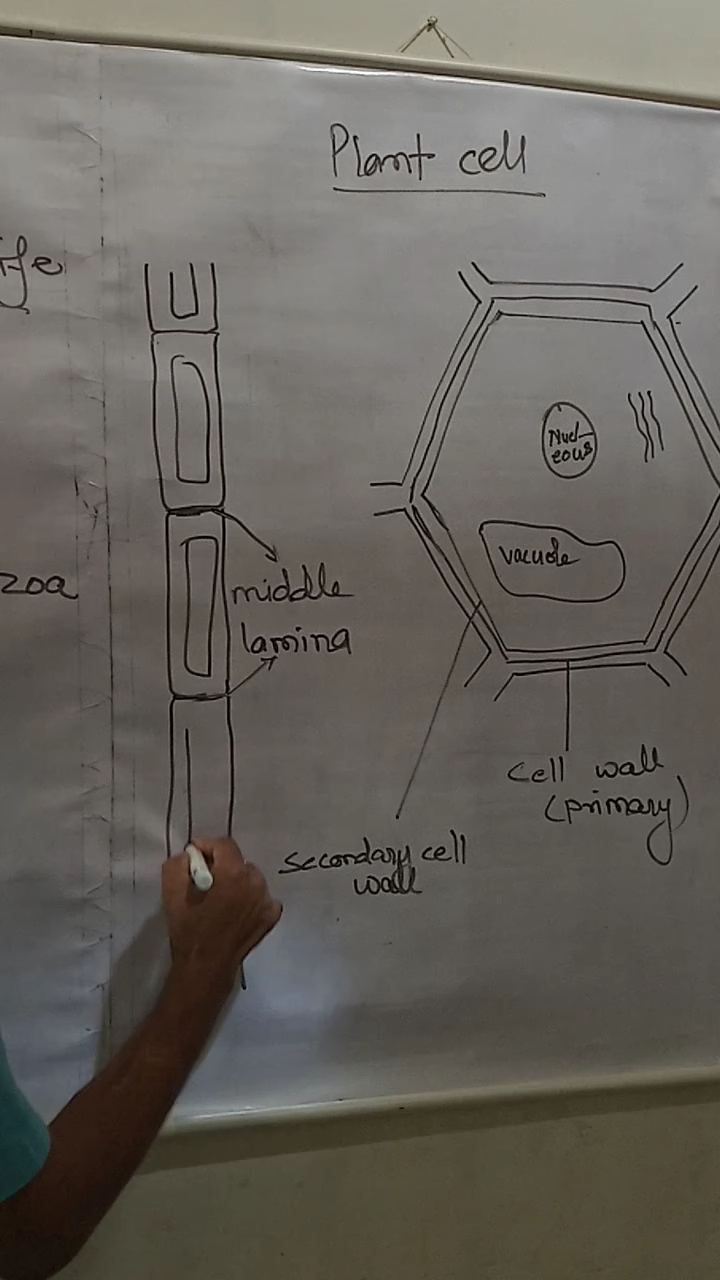 Plant cell
ife
Nucl-
eous
zoa
vacuole
middle
lamina
cell wall
(primary)
secondary cell
wall